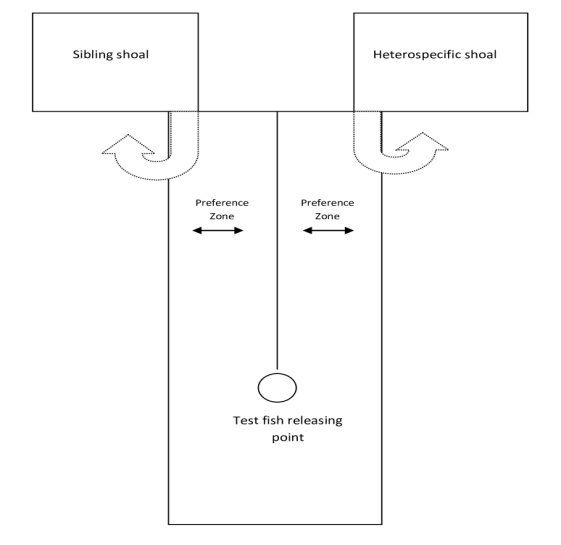 Sibling shoal
Heterospecific shoal
Preference
Zone
Preference
Zone
Test fish releasing
point